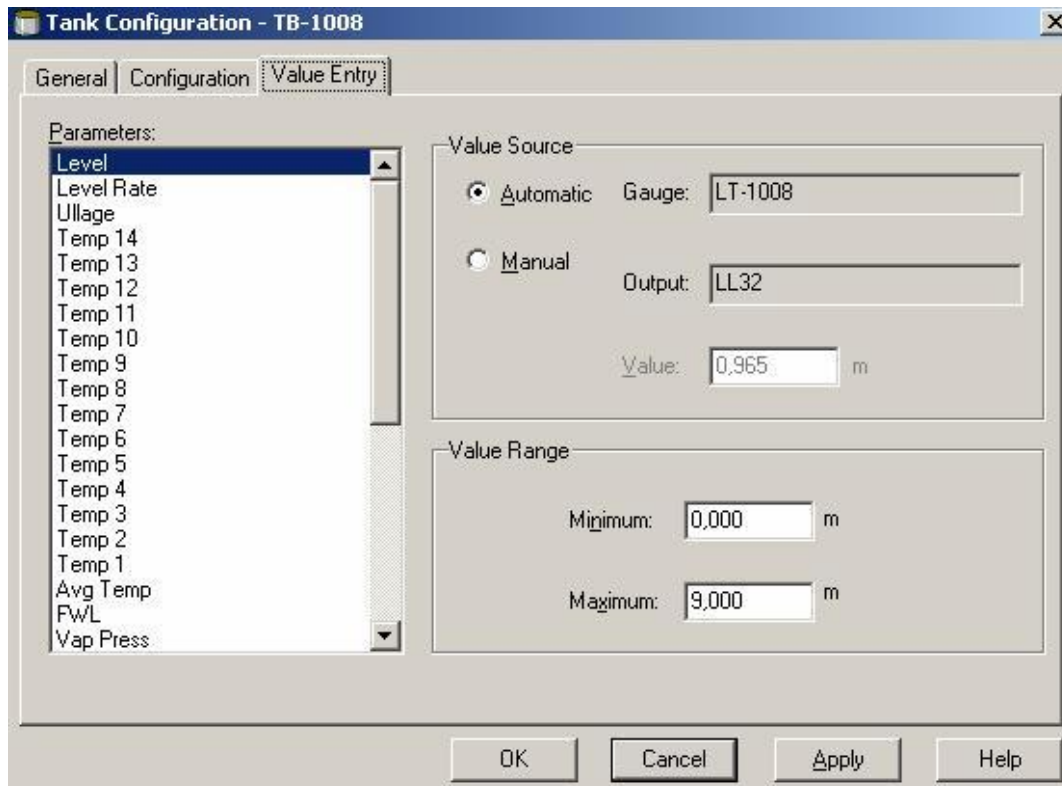 Tank Configuration - TB-1008
General Configuration Value Entry
Parameters:
Level
Level Rate
Ullage
Temp 14
Temp 13
Temp 12
Temp 11
Temp 10
Temp 9
Temp 8
Temp 7
Temp 6
Temp 5
Temp 4
Temp 3
Temp 2
Temp 1
Avg Temp
FWL
Vap Press
Value Source
Automatic Gauge: LT-1008
Manual
Output: LL32
Value: 0,965 m
Value Range
Minimum: 0,000 m
Maximum: 9,000 m
OK Cancel Apply Help